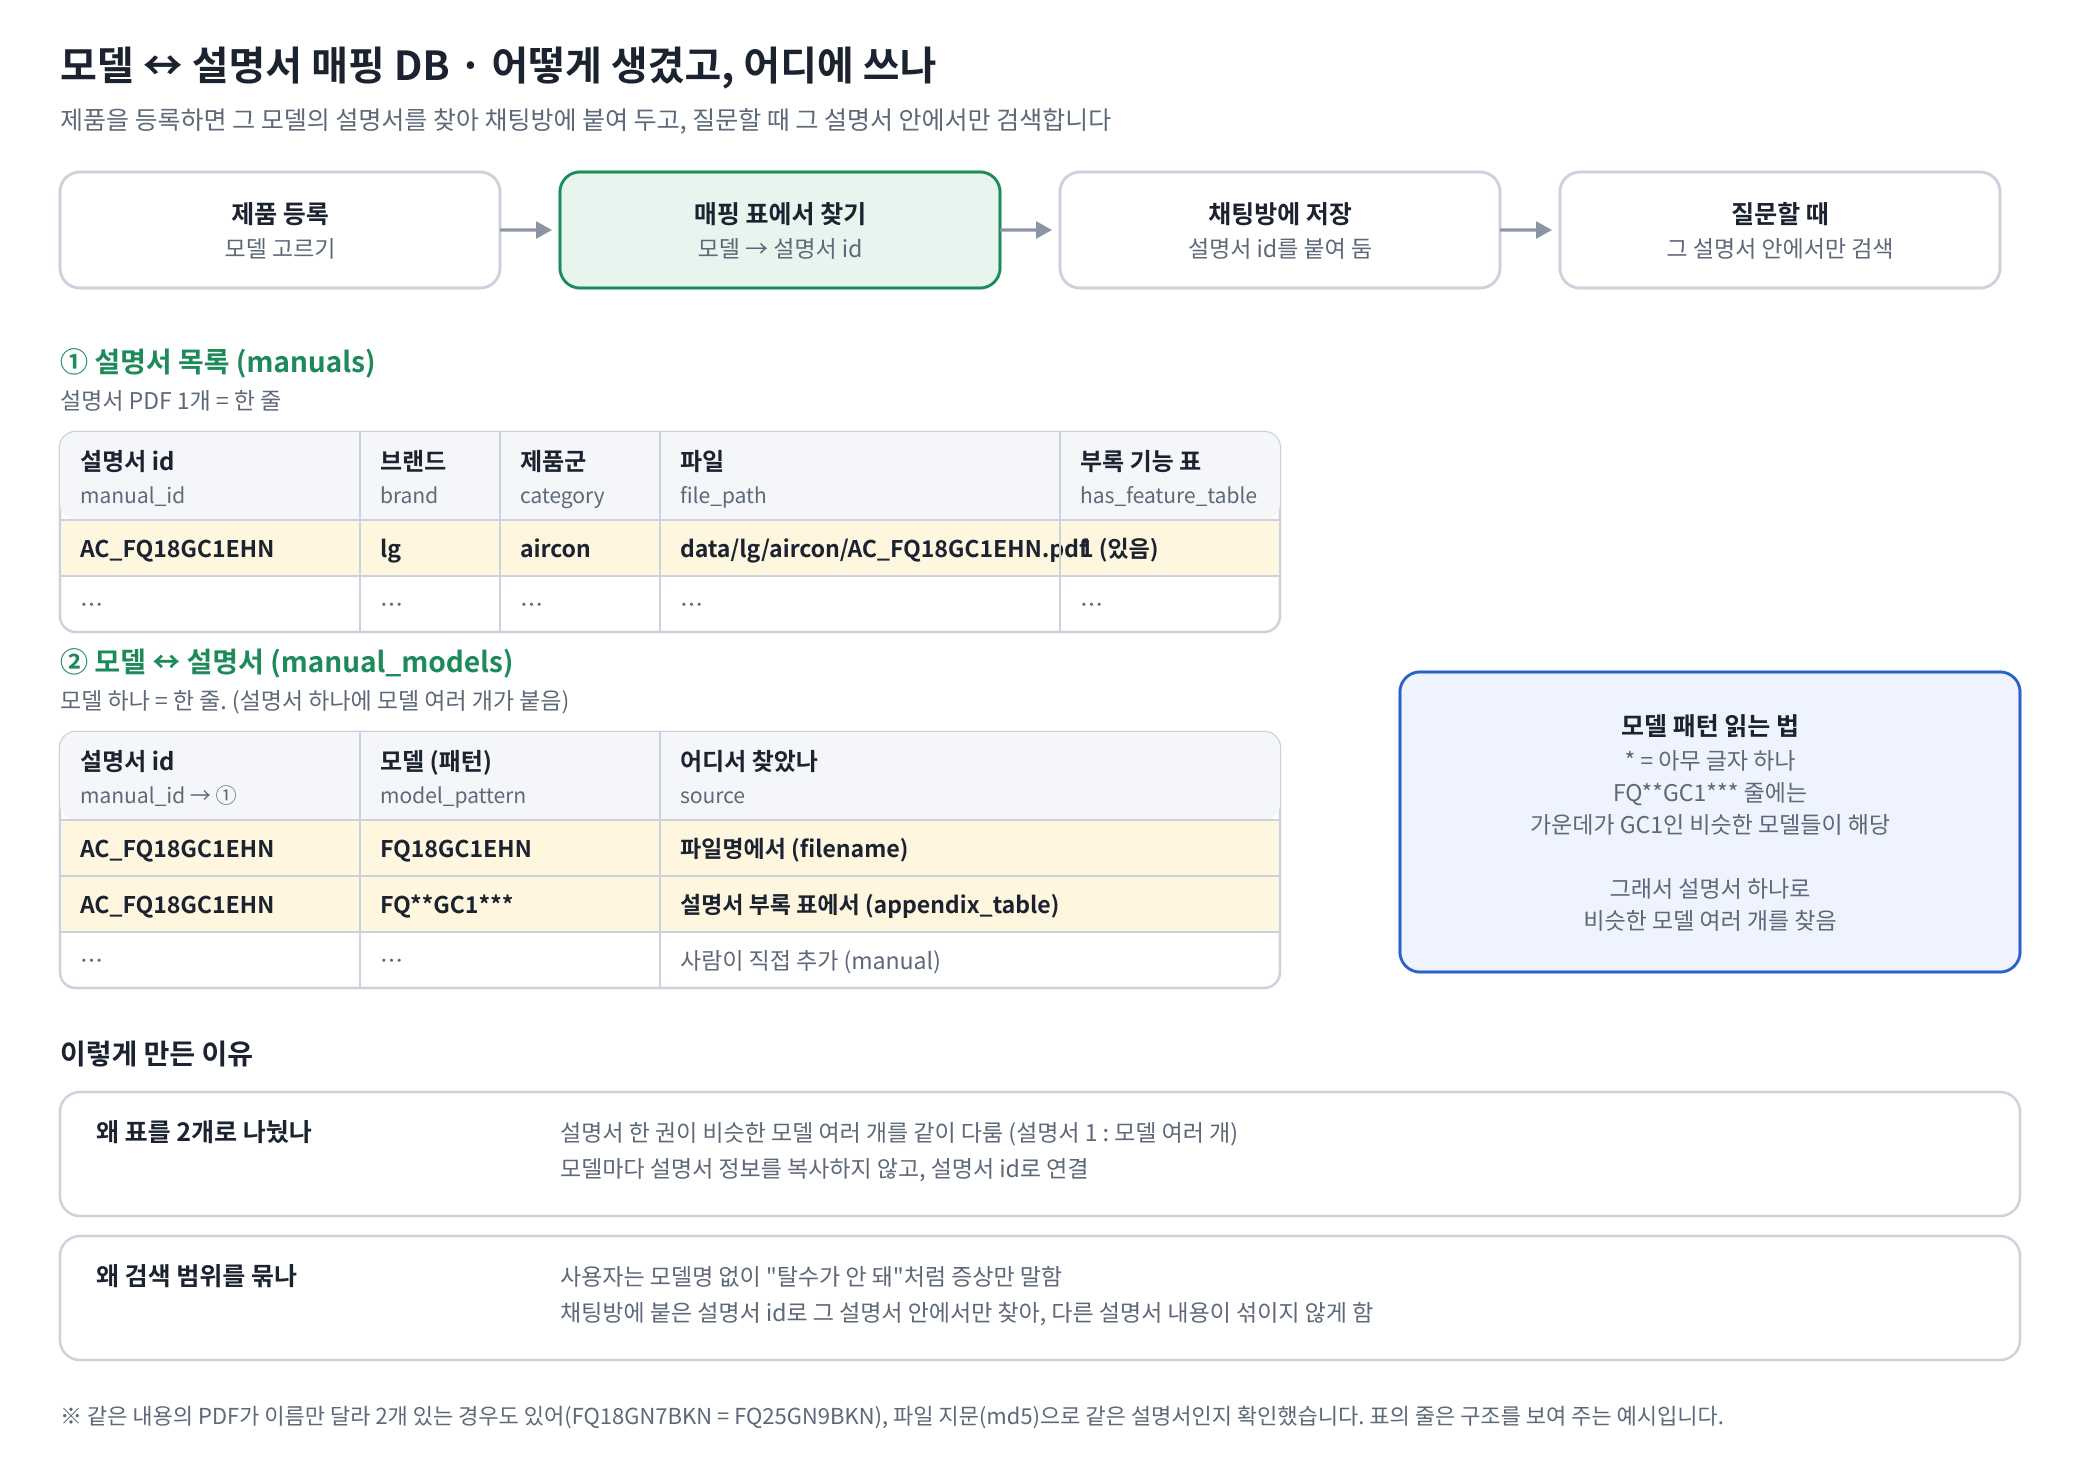 모델 ↔ 설명서 매핑 DB · 어떻게 생겼고, 어디에 쓰나
제품을 등록하면 그 모델의 설명서를 찾아 채팅방에 붙여 두고, 질문할 때 그 설명서 안에서만 검색합니다
제품 등록
모델 고르기
매핑 표에서 찾기
모델 → 설명서 id
채팅방에 저장
설명서 id를 붙여 둠
질문할 때
그 설명서 안에서만 검색
① 설명서 목록 (manuals)
설명서 PDF 1개 = 한 줄
설명서 id 브랜드 제품군 파일 부록 기능 표
manual_id brand category file_path has_feature_table
AC_FQ18GC1EHN lg aircon data/lg/aircon/AC_FQ18GC1EHN.pdf 1 (있음)
… … … … …
② 모델 ↔ 설명서 (manual_models)
모델 하나 = 한 줄. (설명서 하나에 모델 여러 개가 붙음)
설명서 id 모델 (패턴) 어디서 찾았나
manual_id → ① model_pattern source
AC_FQ18GC1EHN FQ18GC1EHN 파일명에서 (filename)
AC_FQ18GC1EHN FQ**GC1*** 설명서 부록 표에서 (appendix_table)
… … 사람이 직접 추가 (manual)
모델 패턴 읽는 법
* = 아무 글자 하나
FQ**GC1*** 줄에는
가운데가 GC1인 비슷한 모델들이 해당
그래서 설명서 하나로
비슷한 모델 여러 개를 찾음
이렇게 만든 이유
왜 표를 2개로 나눴나
설명서 한 권이 비슷한 모델 여러 개를 같이 다룸 (설명서 1 : 모델 여러 개)
모델마다 설명서 정보를 복사하지 않고, 설명서 id로 연결
왜 검색 범위를 묶나
사용자는 모델명 없이 "탈수가 안 돼"처럼 증상만 말함
채팅방에 붙은 설명서 id로 그 설명서 안에서만 찾아, 다른 설명서 내용이 섞이지 않게 함
※ 같은 내용의 PDF가 이름만 달라 2개 있는 경우도 있어(FQ18GN7BKN = FQ25GN9BKN), 파일 지문(md5)으로 같은 설명서인지 확인했습니다. 표의 줄은 구조를 보여 주는 예시입니다.